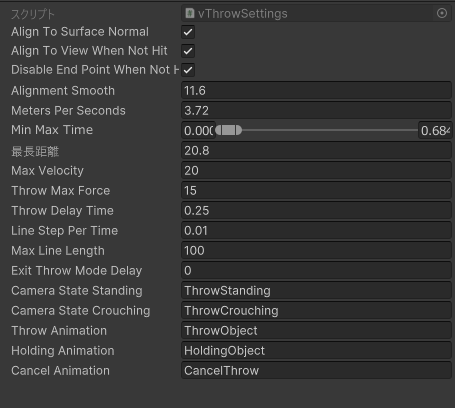 スクリプト vThrowSettings
Align To Surface Normal
Align To View When Not Hit
Disable End Point When Not H
Alignment Smooth 11.6
Meters Per Seconds 3.72
Min Max Time 0.000 0.684
最長距離 20.8
Max Velocity 20
Throw Max Force 15
Throw Delay Time 0.25
Line Step Per Time 0.01
Max Line Length 100
Exit Throw Mode Delay 0
Camera State Standing ThrowStanding
Camera State Crouching ThrowCrouching
Throw Animation ThrowObject
Holding Animation HoldingObject
Cancel Animation CancelThrow